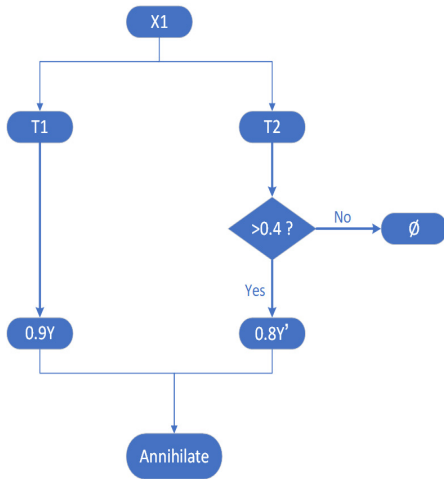 X1
T1
T2
>0.4 ?
No
Ø
Yes
0.9Y
0.8Y’
Annihilate